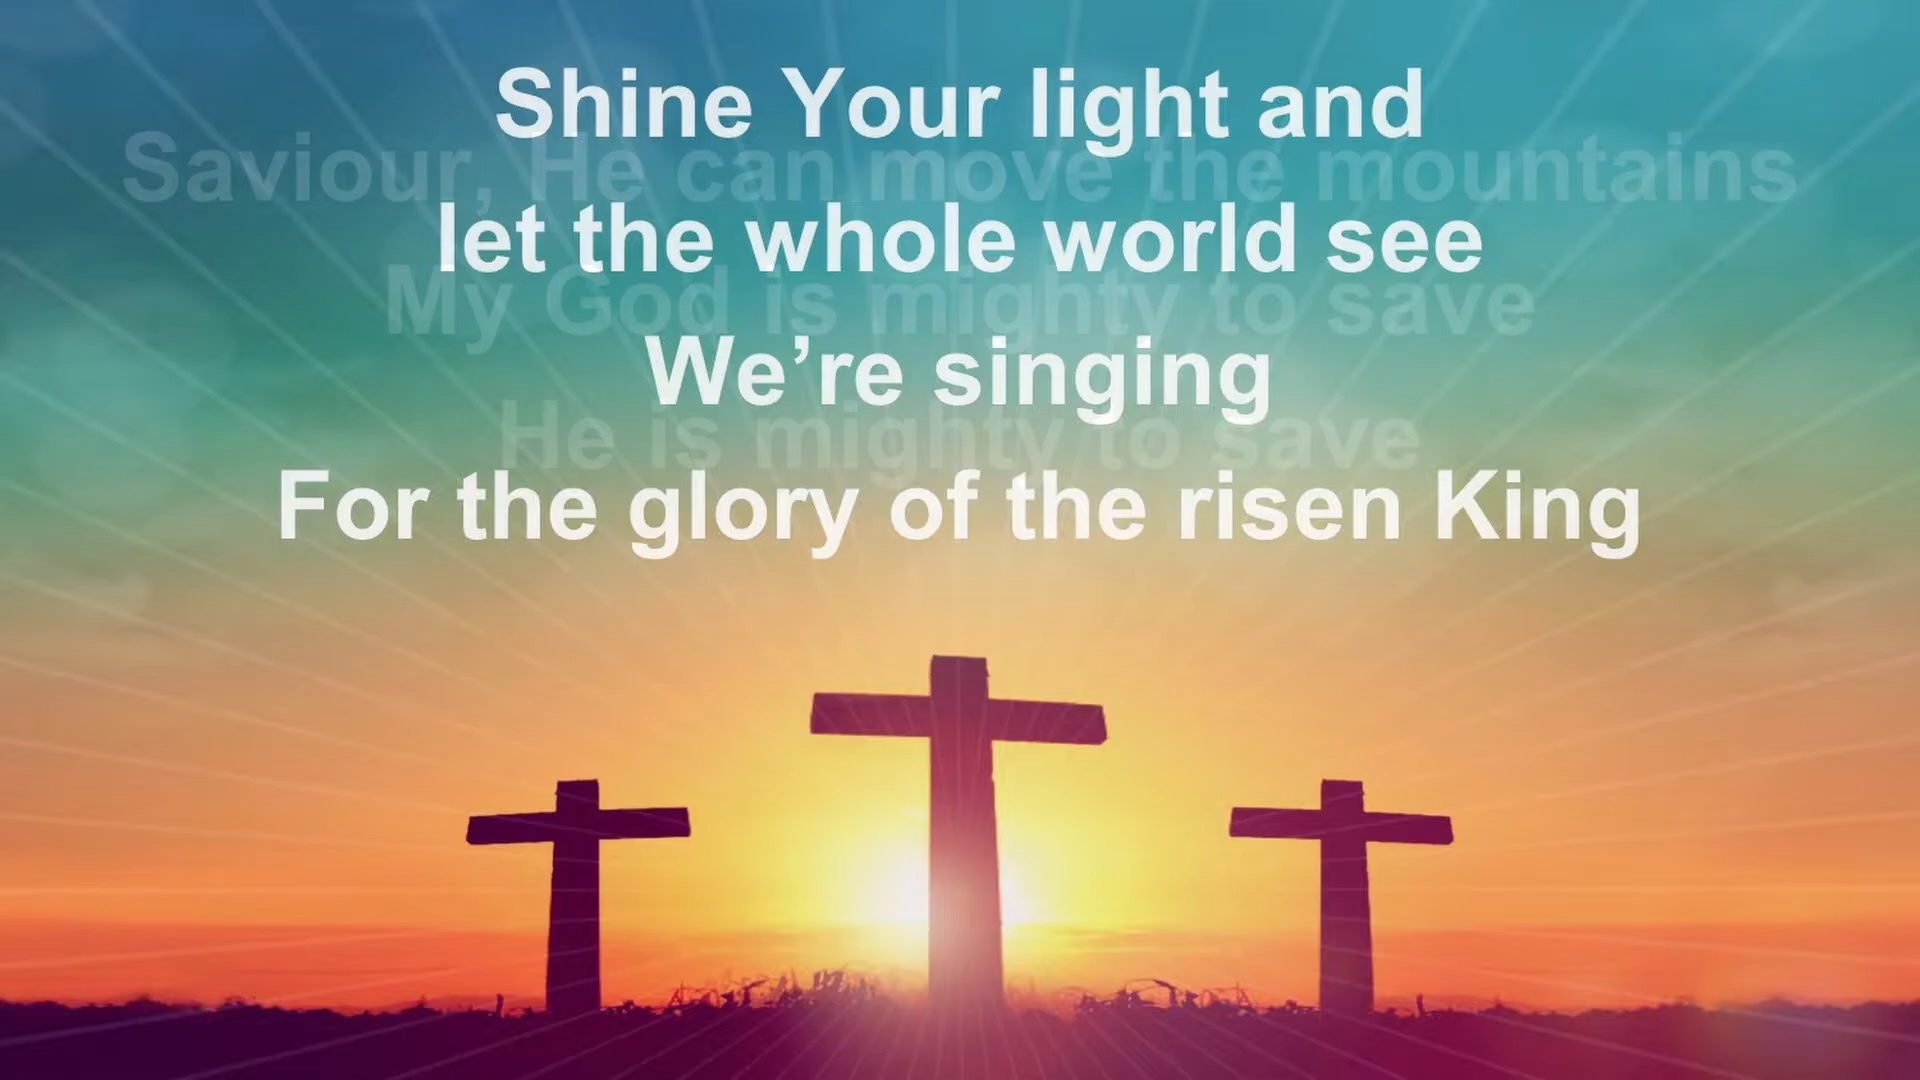 Shine Your light and
Saviour, He can move the mountains
let the whole world see
My God is mighty to save
We’re singing
He is mighty to save
For the glory of the risen King